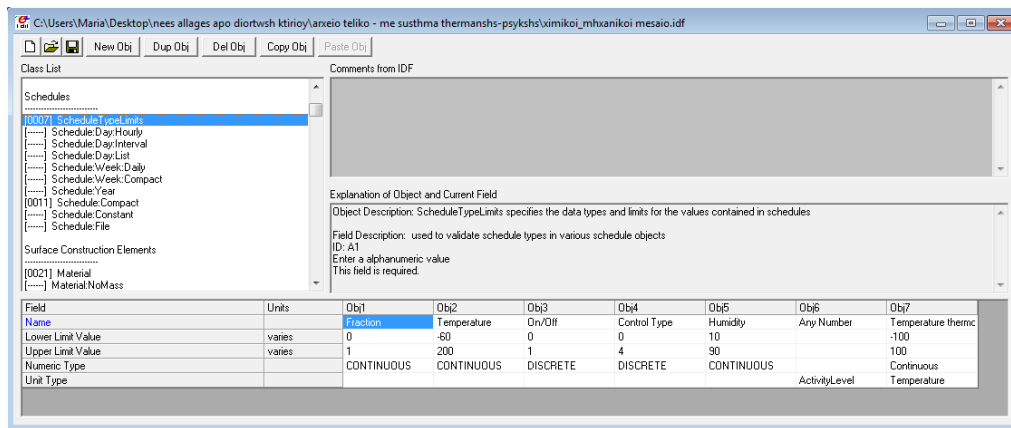 C:\Users\Maria\Desktop\nees allages apo diortwsh ktirioy\arxeio teliko - me susthma thermanshs-psykshs\ximikoi_mhxanikoi mesaio.idf
New Obj Dup Obj Del Obj Copy Obj Paste Obj
Class List
Comments from IDF
Schedules
--------------------------
[0007] ScheduleTypeLimits
[------] Schedule:Day:Hourly
[------] Schedule:Day:Interval
[------] Schedule:Day:List
[------] Schedule:Week:Daily
[------] Schedule:Week:Compact
[------] Schedule:Year
[0011] Schedule:Compact
[------] Schedule:Constant
[------] Schedule:File
Surface Construction Elements
--------------------------
[0021] Material
[------] Material:NoMass
Explanation of Object and Current Field
Object Description: ScheduleTypeLimits specifies the data types and limits for the values contained in schedules
Field Description: used to validate schedule types in various schedule objects
ID: A1
Enter a alphanumeric value
This field is required.
Field Units Obj1 Obj2 Obj3 Obj4 Obj5 Obj6 Obj7
Name Fraction Temperature On/Off Control Type Humidity Any Number Temperature thermc
Lower Limit Value varies 0 -60 0 0 10 -100
Upper Limit Value varies 1 200 1 4 90 100
Numeric Type CONTINUOUS CONTINUOUS DISCRETE DISCRETE CONTINUOUS Continuous
Unit Type ActivityLevel Temperature